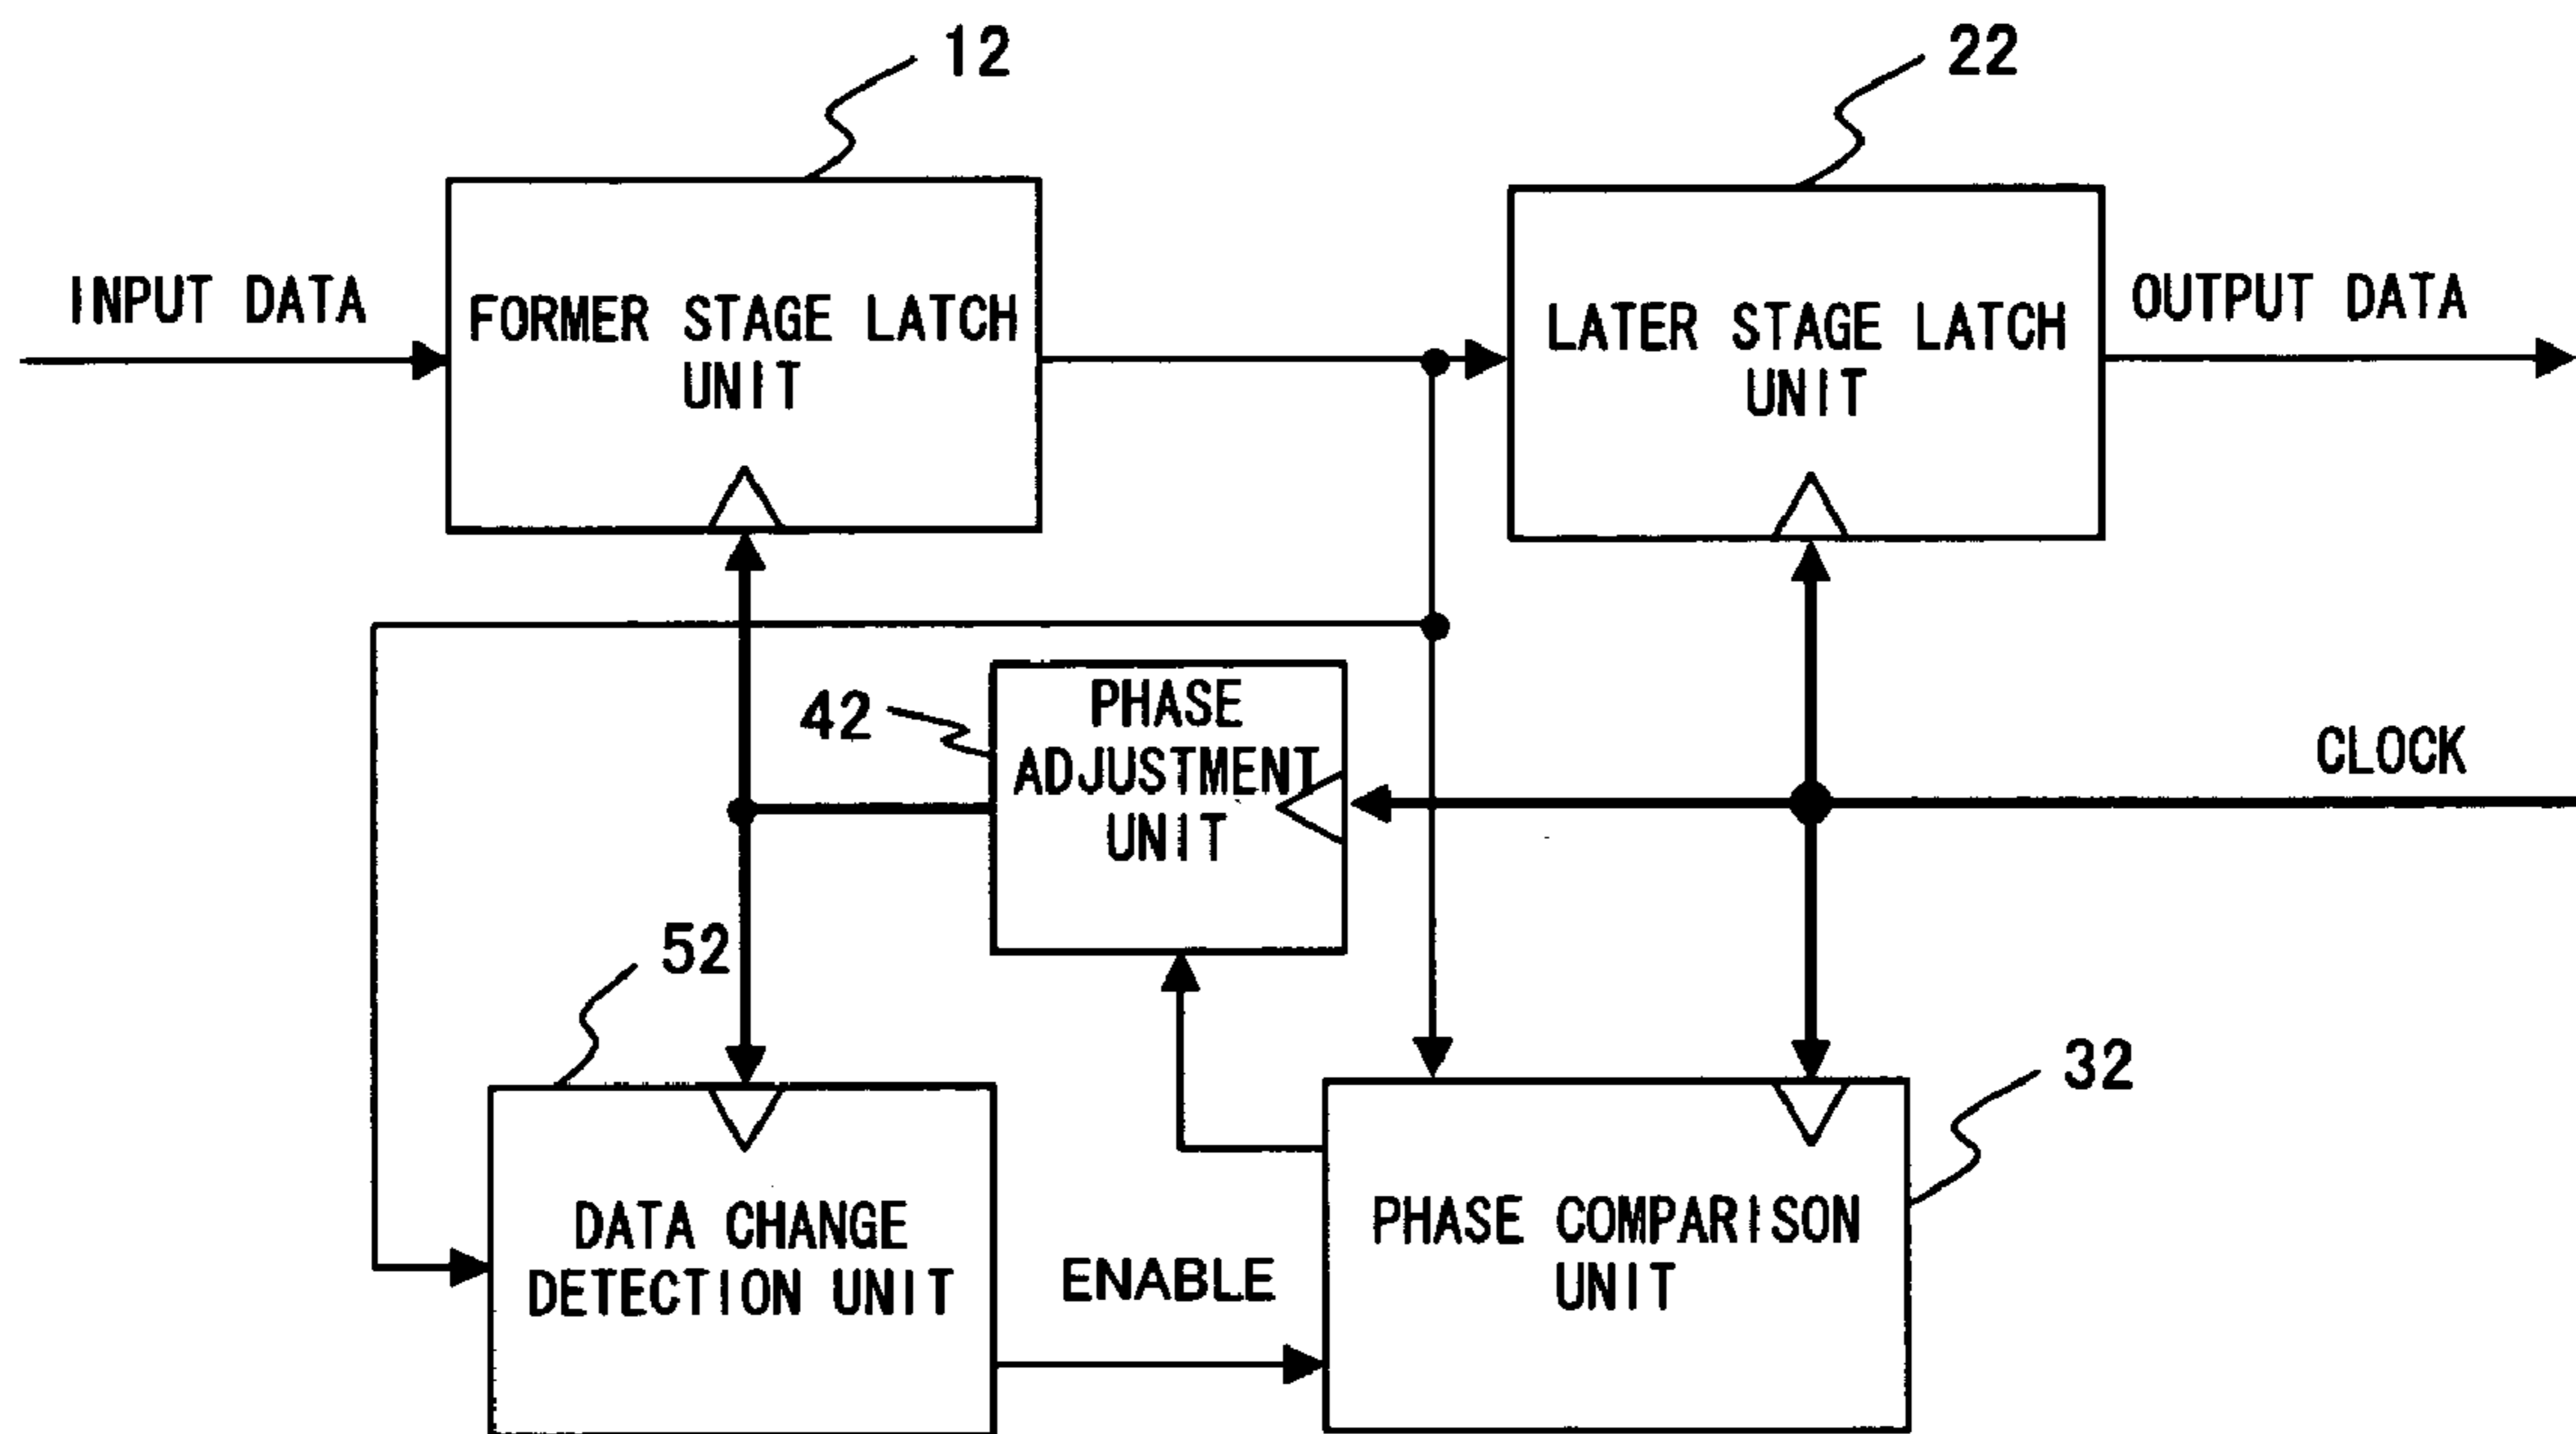 12
22
INPUT DATA
FORMER STAGE LATCH
UNIT
LATER STAGE LATCH
UNIT
OUTPUT DATA
42
PHASE
ADJUSTMENT
UNIT
CLOCK
52
32
DATA CHANGE
DETECTION UNIT
ENABLE
PHASE COMPARISON
UNIT